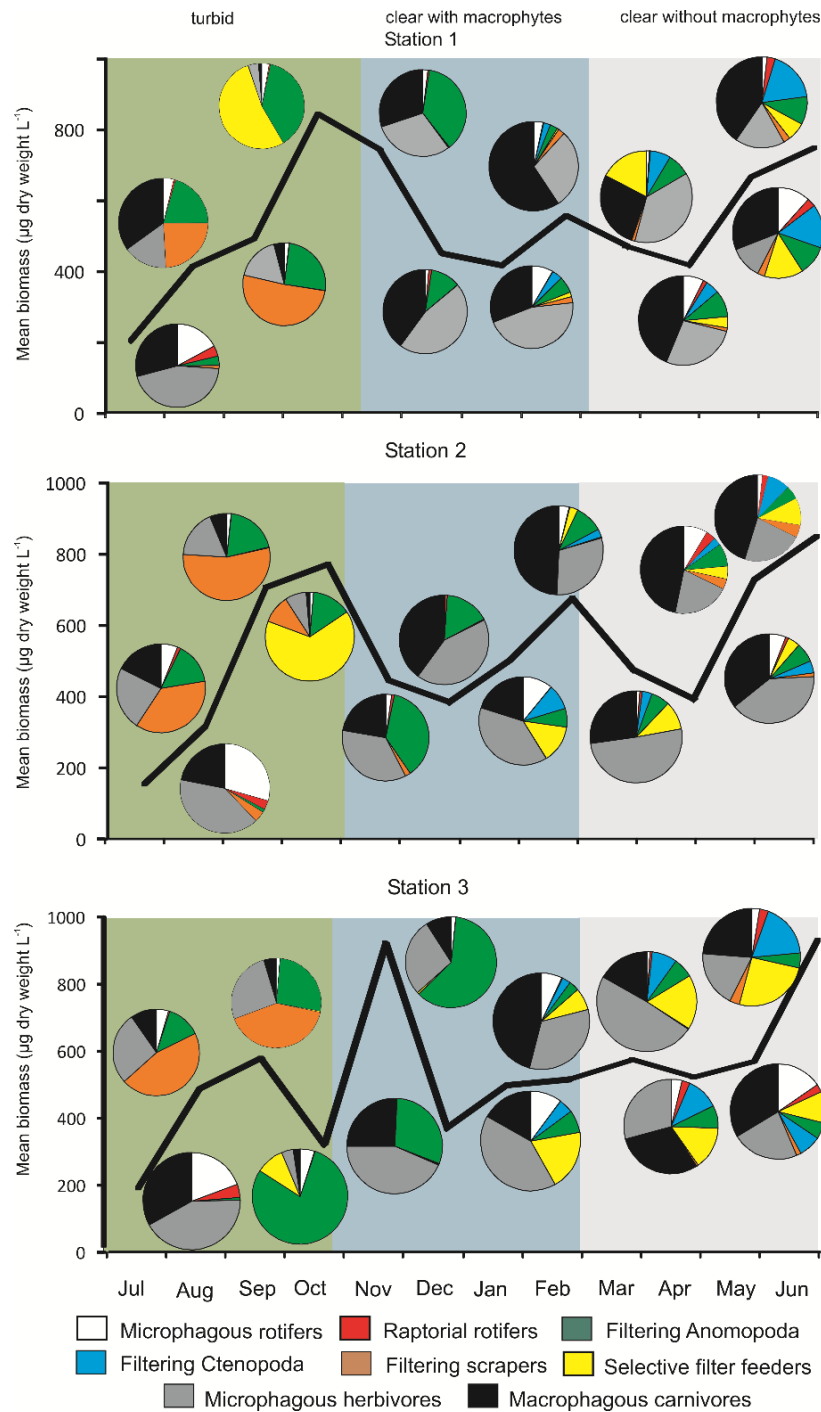 turbid clear with macrophytes clear without macrophytes
Station 1
Mean biomass (µg dry weight L⁻¹)
800
400
0
Station 2
Mean biomass (µg dry weight L⁻¹)
1000
800
600
400
200
0
Station 3
Mean biomass (µg dry weight L⁻¹)
1000
800
600
400
200
0
Jul Aug Sep Oct Nov Dec Jan Feb Mar Apr May Jun
Microphagous rotifers Raptorial rotifers Filtering Anomopoda
Filtering Ctenopoda Filtering scrapers Selective filter feeders
Microphagous herbivores Macrophagous carnivores